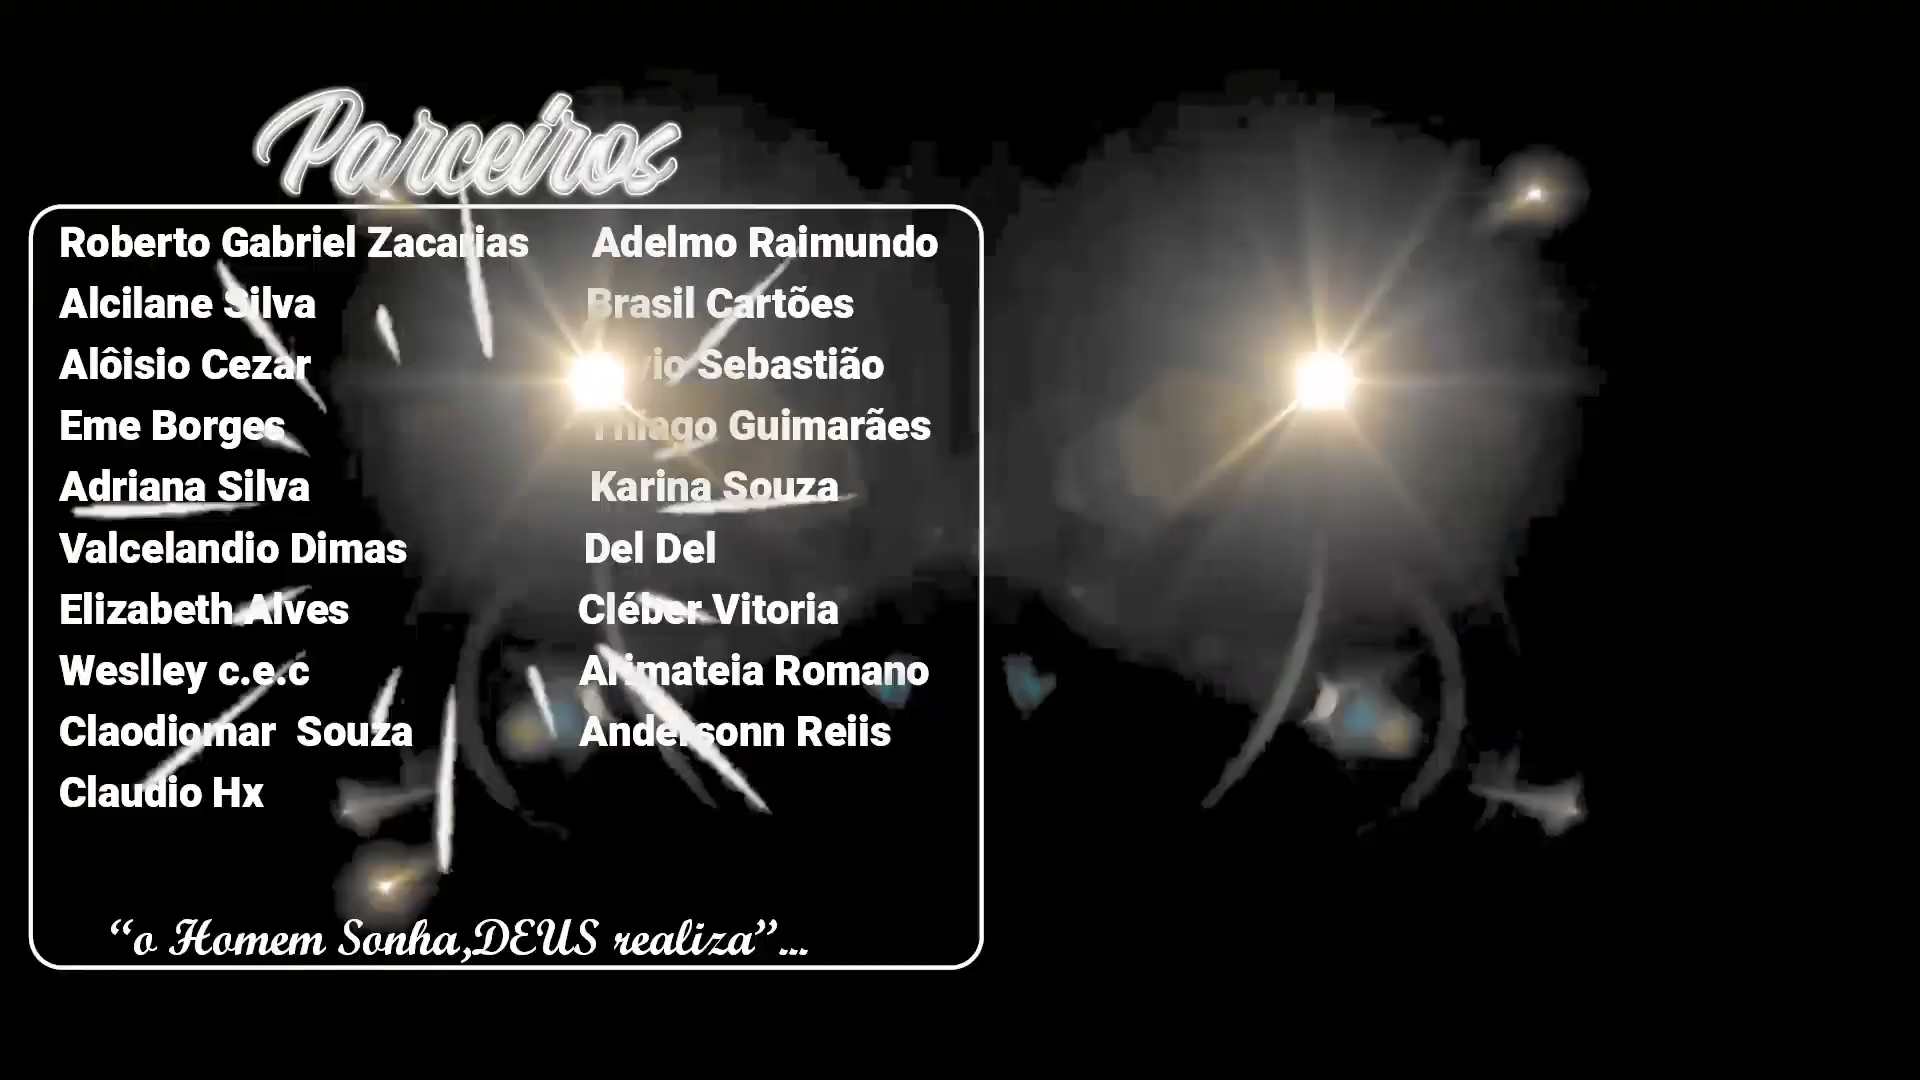 Parceiros
Roberto Gabriel Zacarias
Alcilane Silva
Alôisio Cezar
Eme Borges
Adriana Silva
Valcelandio Dimas
Elizabeth Alves
Weslley c.e.c
Claodiomar Souza
Claudio Hx
Adelmo Raimundo
Brasil Cartões
Sebastião
Thiago Guimarães
Karina Souza
Del Del
Cléber Vitoria
Arimateia Romano
Andersonn Reiis
“o Homem Sonha,DEUS realiza”...